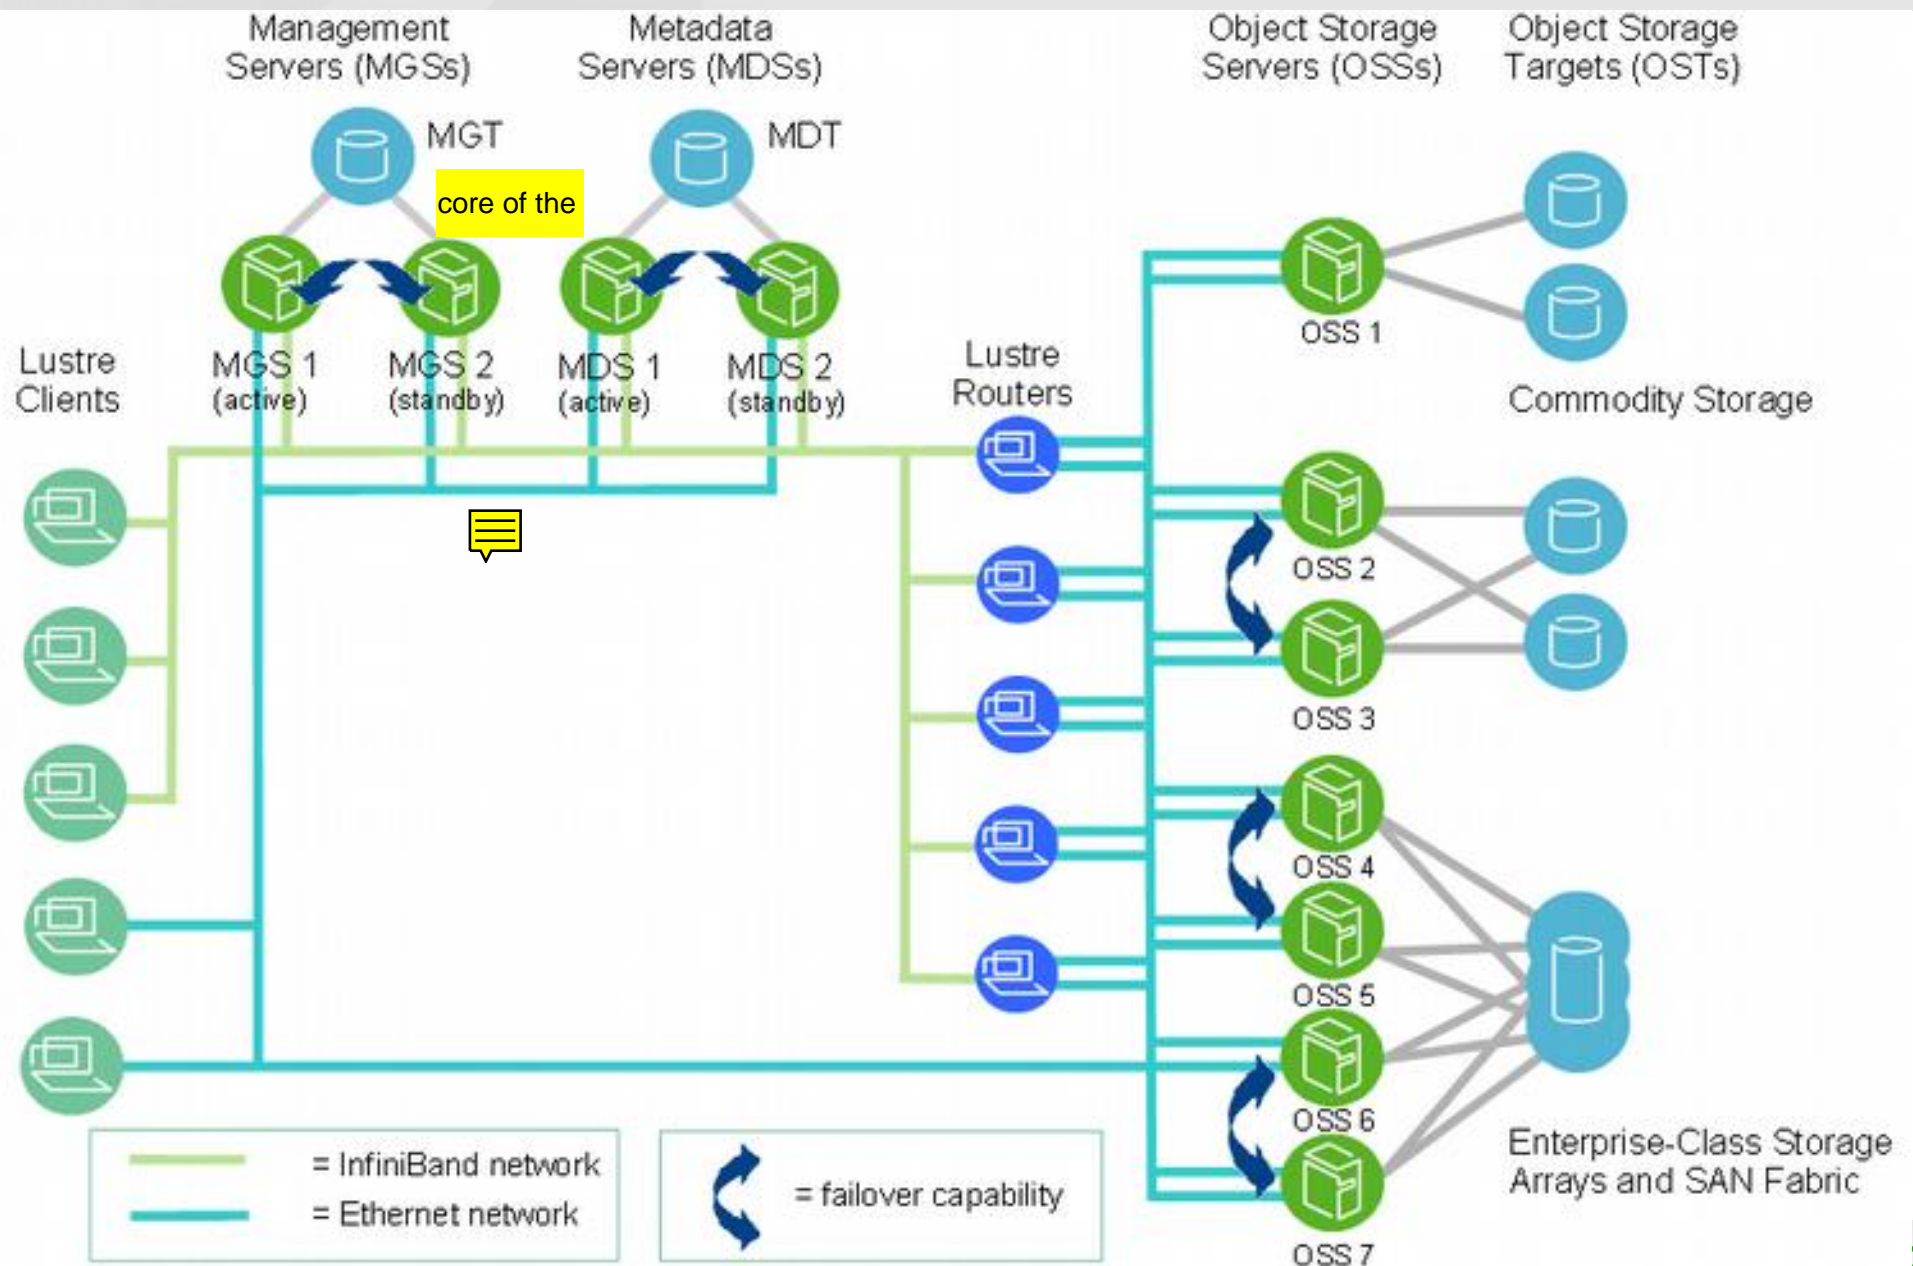 Management
Servers (MGSs)
Metadata
Servers (MDSs)
Object Storage
Servers (OSSs)
Object Storage
Targets (OSTs)
MGT
MDT
core of the
MGS 1
(active)
MGS 2
(standby)
MDS 1
(active)
MDS 2
(standby)
Lustre
Clients
Lustre
Routers
OSS 1
Commodity Storage
OSS 2
OSS 3
OSS 4
OSS 5
OSS 6
OSS 7
Enterprise-Class Storage
Arrays and SAN Fabric
= InfiniBand network
= Ethernet network
= failover capability